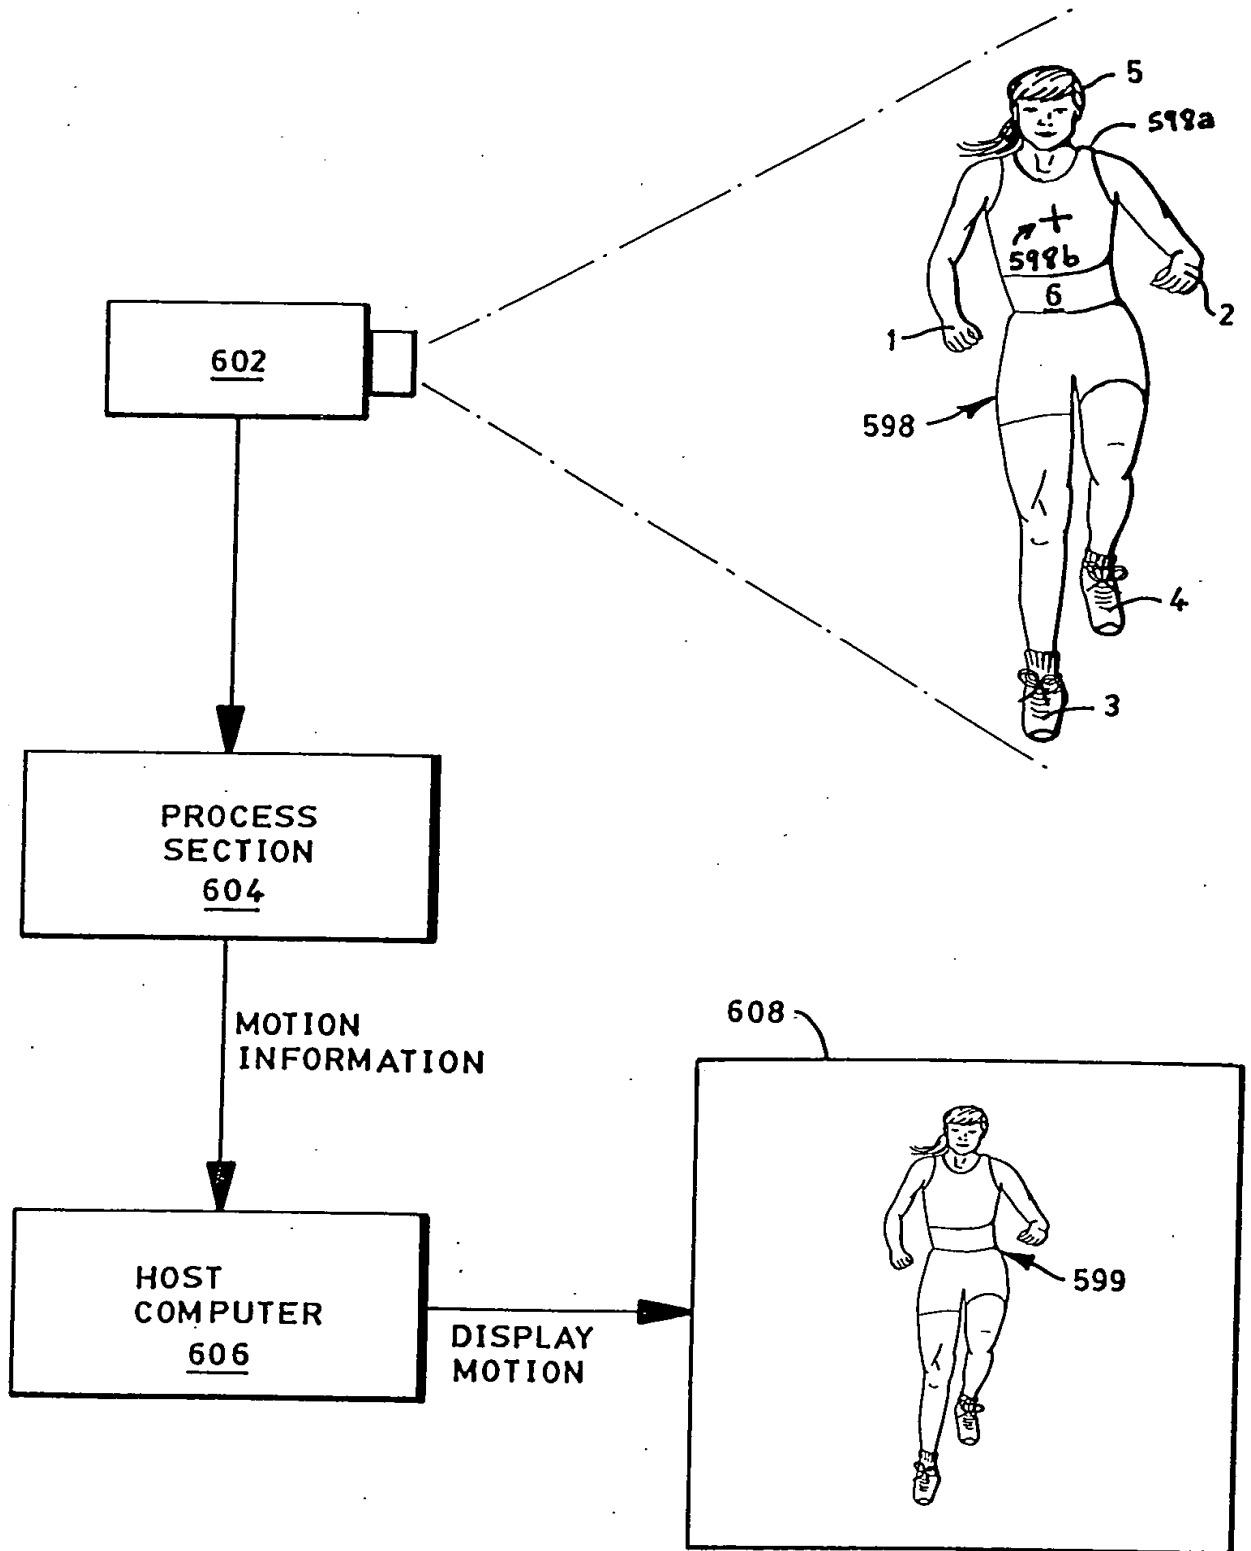 5
598a
598b
6
2
1
602
598
4
3
PROCESS
SECTION
604
MOTION
INFORMATION
608
HOST
COMPUTER
606
DISPLAY
MOTION
599